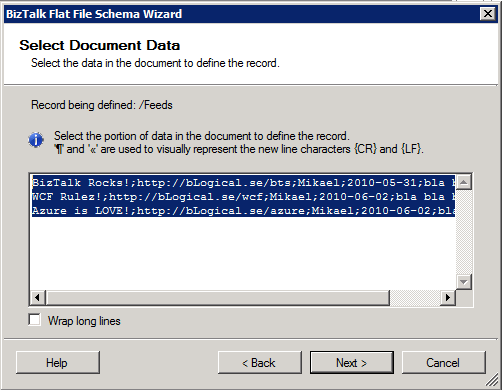 BizTalk Flat File Schema Wizard
Select Document Data
Select the data in the document to define the record.
Record being defined: /Feeds
Select the portion of data in the document to define the record.
'¶' and '«' are used to visually represent the new line characters {CR} and {LF}.
BizTalk Rocks!;http://bLogical.se/bts;Mikael;2010-05-31;bla b
WCF Rulez!;http://bLogical.se/wcf;Mikael;2010-06-02;bla bla b
Azure is LOVE!;http://bLogical.se/azure;Mikael;2010-06-02;bla
Wrap long lines
Help
< Back
Next >
Cancel